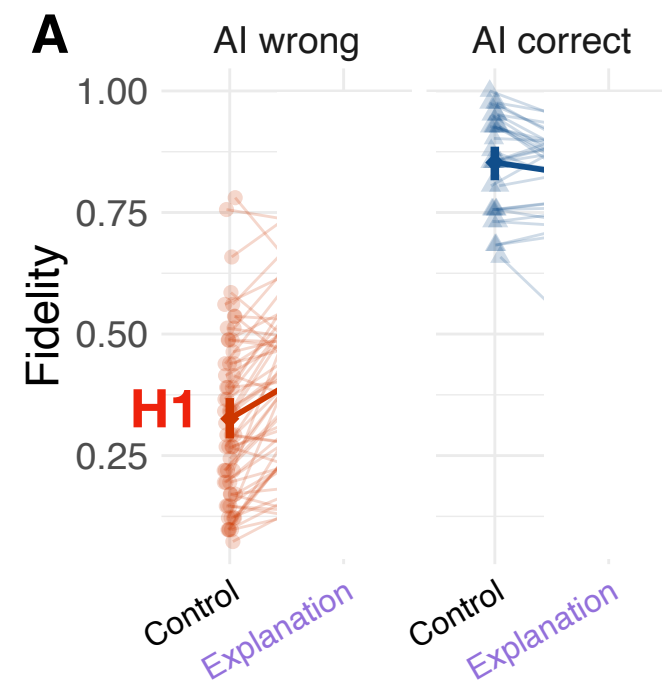 A
AI wrong
AI correct
Fidelity
1.00
0.75
0.50
0.25
H1
Control
Explanation
Control
Explanation